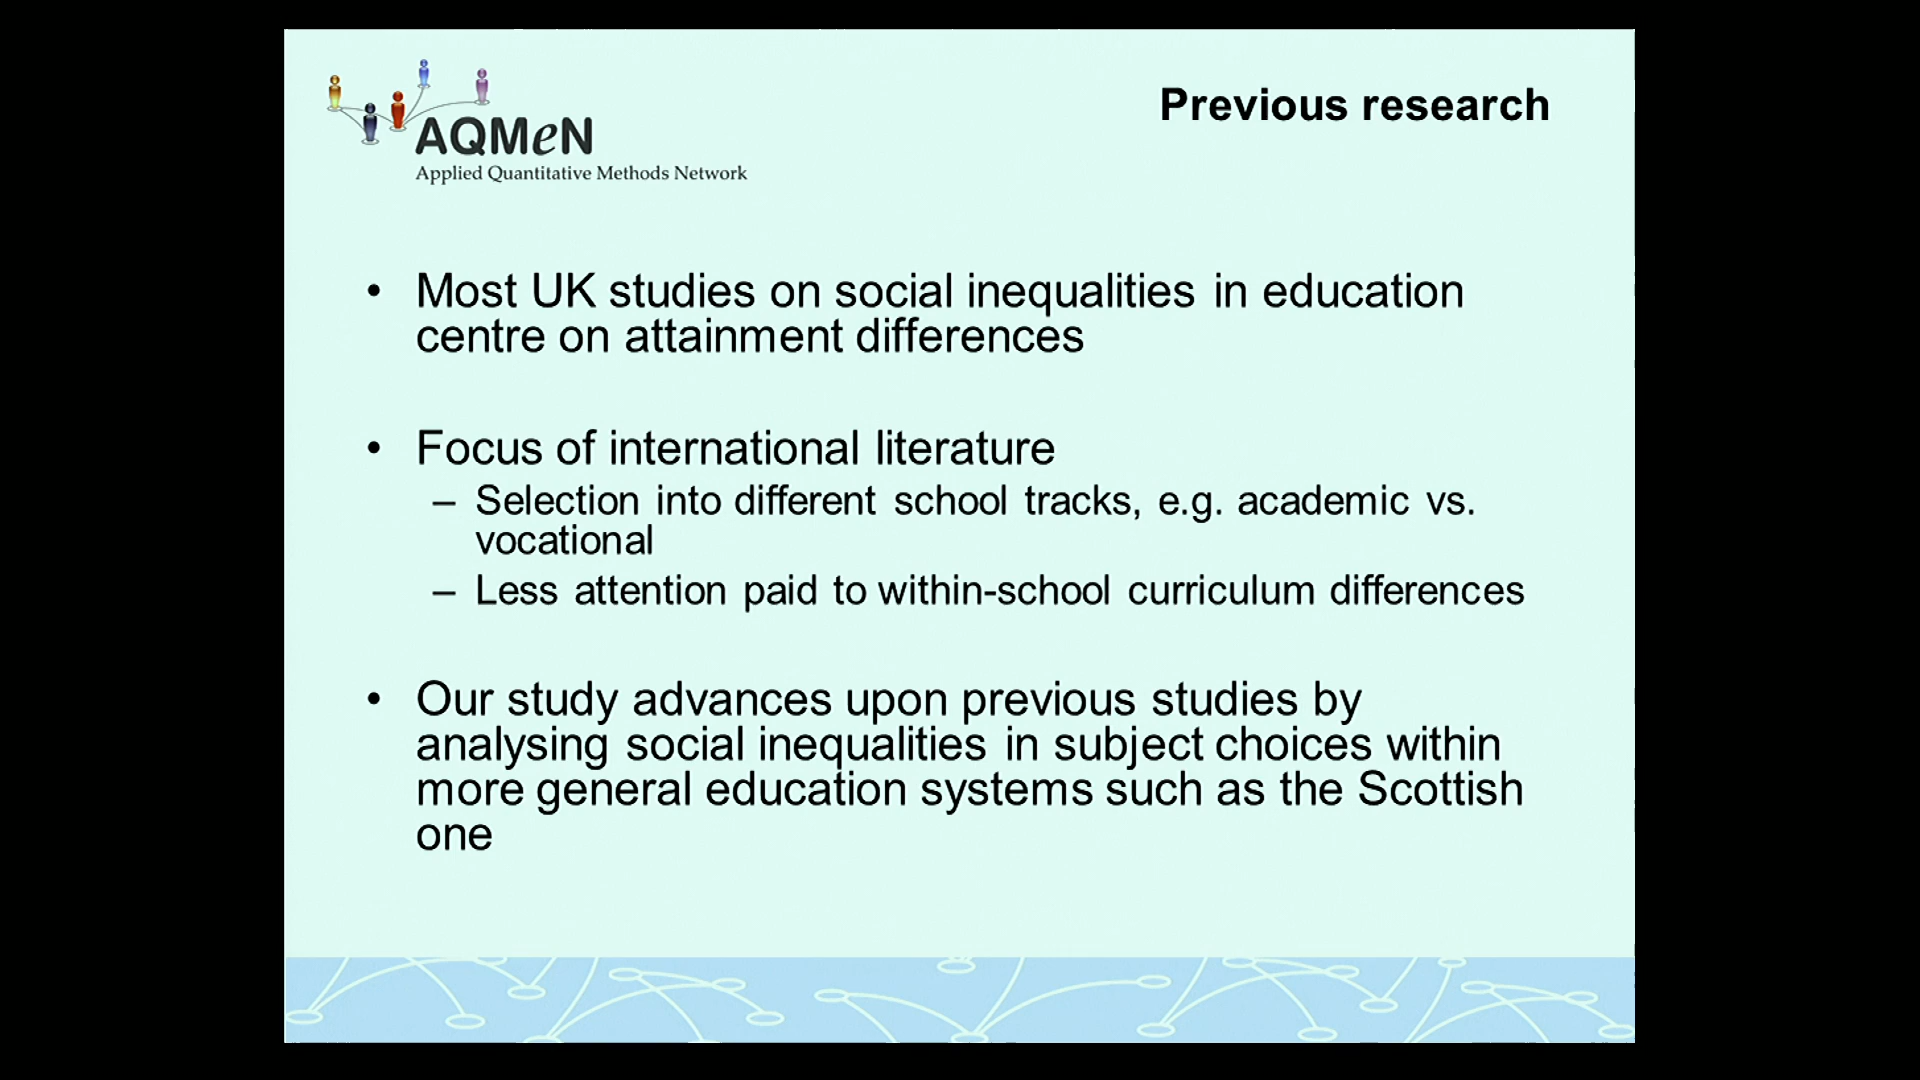 AQMeN
Applied Quantitative Methods Network
Previous research
• Most UK studies on social inequalities in education
centre on attainment differences
• Focus of international literature
– Selection into different school tracks, e.g. academic vs.
vocational
– Less attention paid to within-school curriculum differences
• Our study advances upon previous studies by
analysing social inequalities in subject choices within
more general education systems such as the Scottish
one